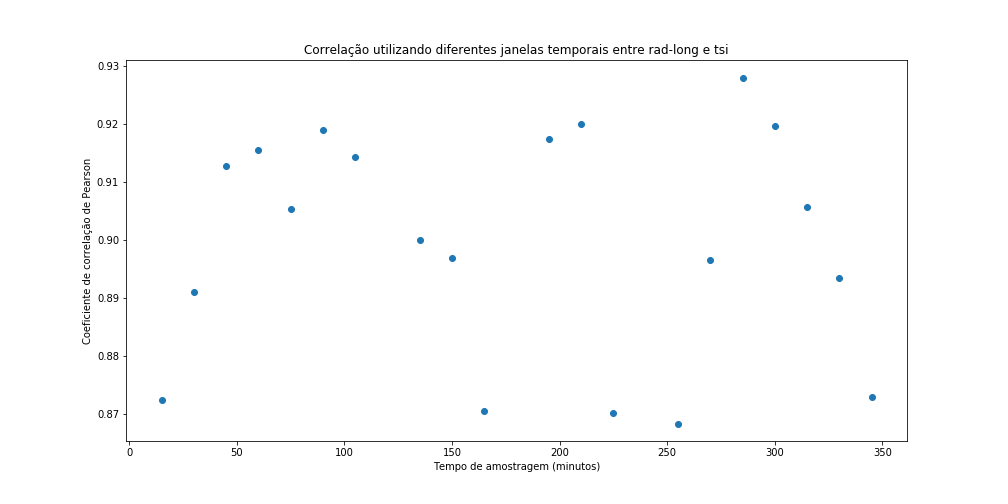 Correlação utilizando diferentes janelas temporais entre rad-long e tsi
0.93
0.92
0.91
0.90
0.89
0.88
0.87
Coeficiente de correlação de Pearson
0 50 100 150 200 250 300 350
Tempo de amostragem (minutos)